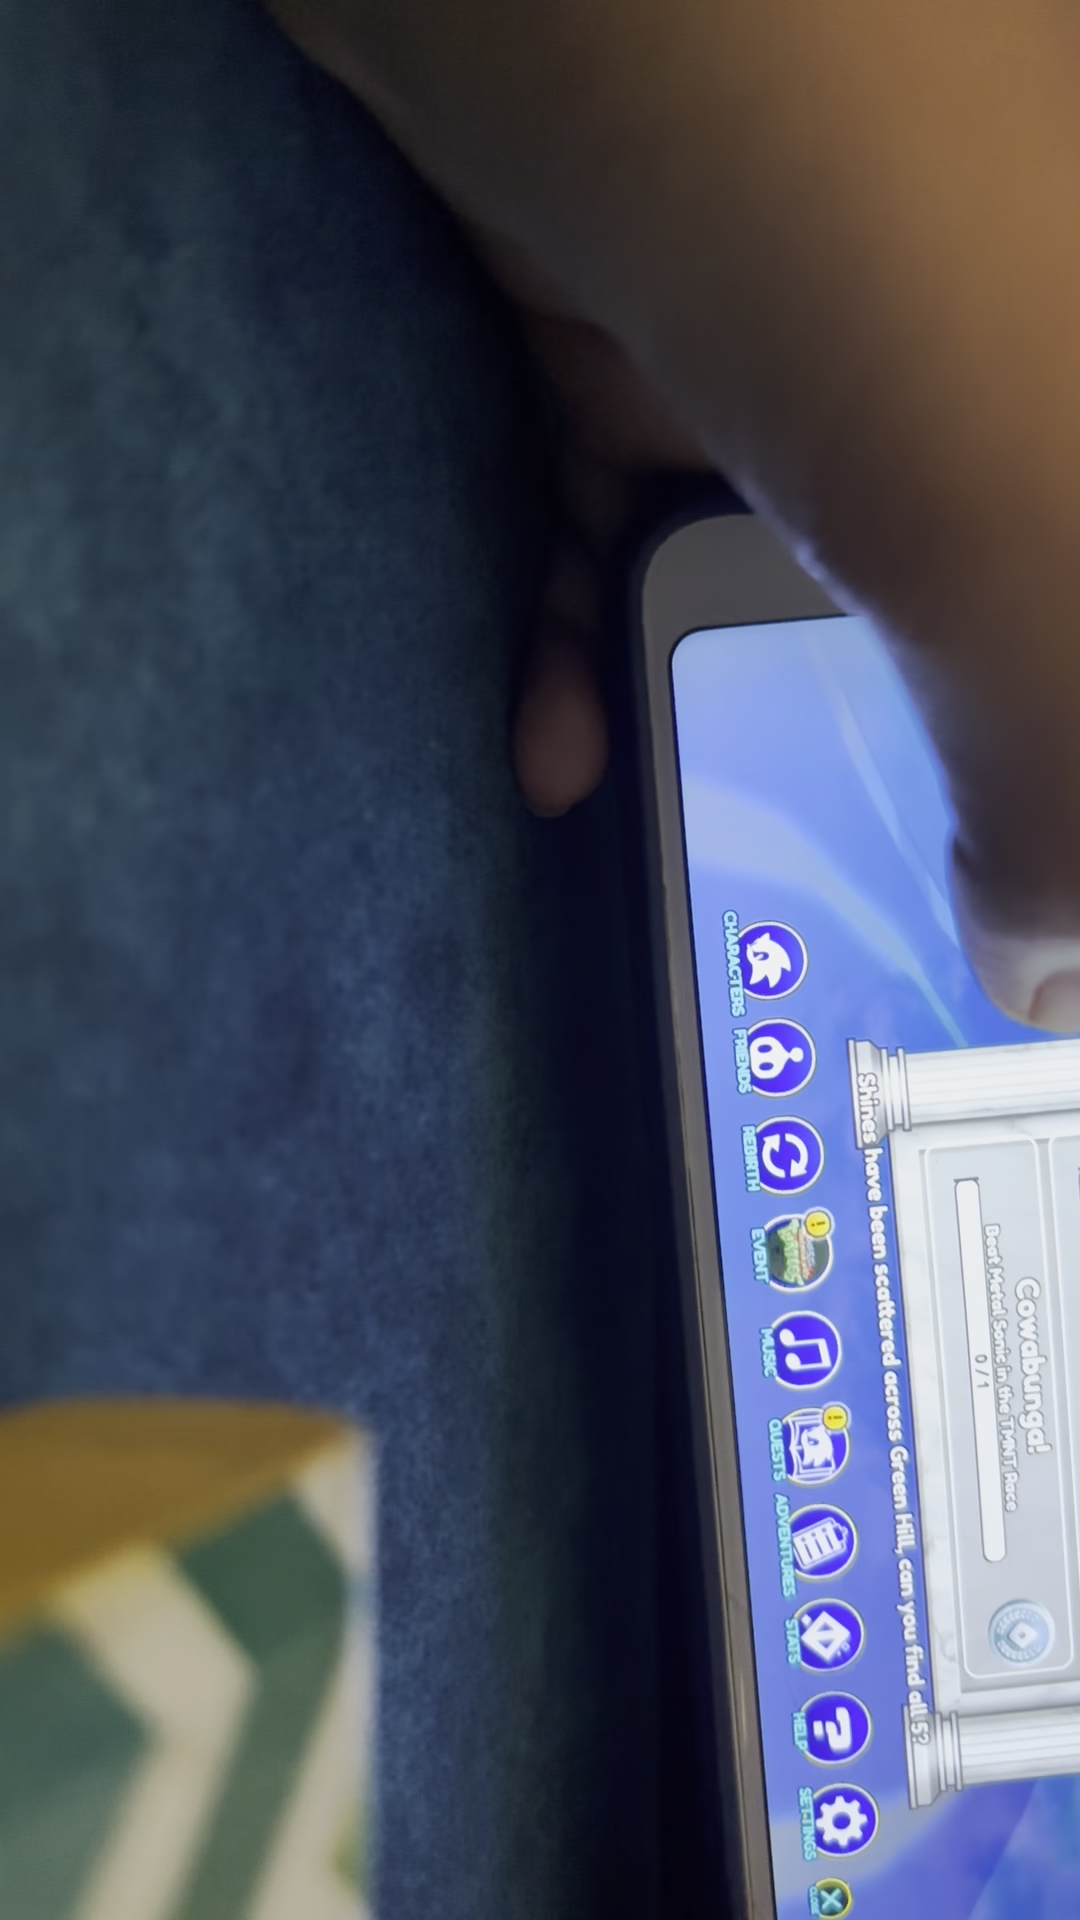 Cowabunga!
Beat Metal Sonic in the TMNT Race
0/1
Shines have been scattered across Green Hill, can you find all 5?
CHARACTERS
FRIENDS
REBIRTH
EVENT
MUSIC
QUESTS
ADVENTURES
STATS
HELP
SETTINGS
CLOSE